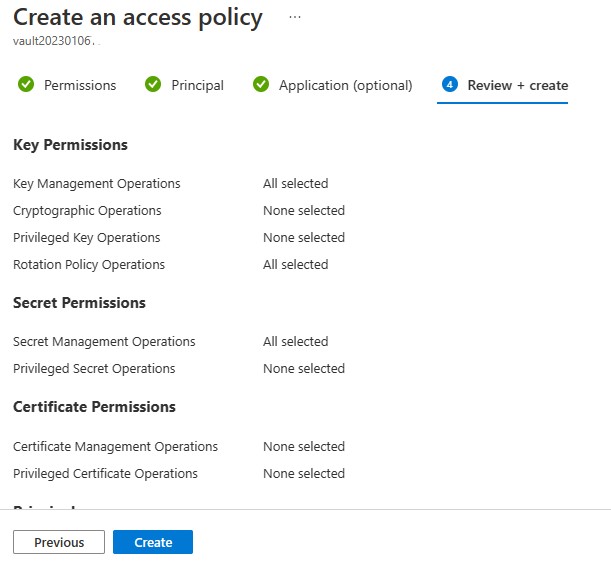 Create an access policy ...
vault20230106. .
Permissions Principal Application (optional) 4 Review + create
Key Permissions
Key Management Operations All selected
Cryptographic Operations None selected
Privileged Key Operations None selected
Rotation Policy Operations All selected
Secret Permissions
Secret Management Operations All selected
Privileged Secret Operations None selected
Certificate Permissions
Certificate Management Operations None selected
Privileged Certificate Operations None selected
Previous Create